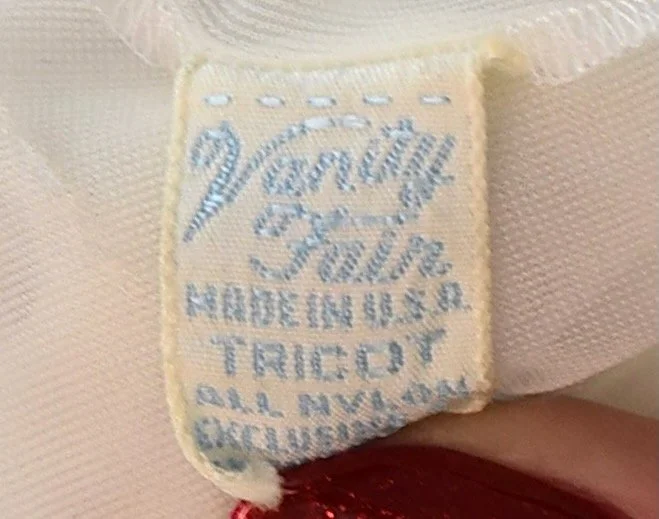 Vanity
Fair
MADE IN U.S.A.
TRICOT
ALL NYLON